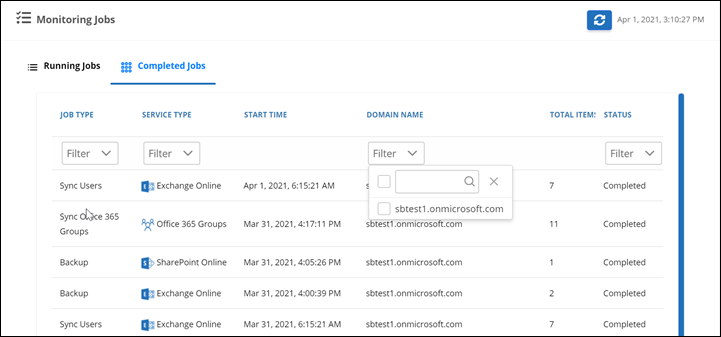 Monitoring Jobs
Apr 1, 2021, 3:10:27 PM
Running Jobs
Completed Jobs
JOB TYPE SERVICE TYPE START TIME DOMAIN NAME TOTAL ITEMS STATUS
Filter Filter Filter Filter
Sync Users Exchange Online Apr 1, 2021, 6:15:21 AM s 7 Completed
sbtest1.onmicrosoft.com
Sync Office 365
Groups
Office 365 Groups Mar 31, 2021, 4:17:11 PM sbtest1.onmicrosoft.com 11 Completed
Backup SharePoint Online Mar 31, 2021, 4:05:26 PM sbtest1.onmicrosoft.com 1 Completed
Backup Exchange Online Mar 31, 2021, 4:00:39 PM sbtest1.onmicrosoft.com 2 Completed
Sync Users Exchange Online Mar 31, 2021, 6:15:21 AM sbtest1.onmicrosoft.com 7 Completed